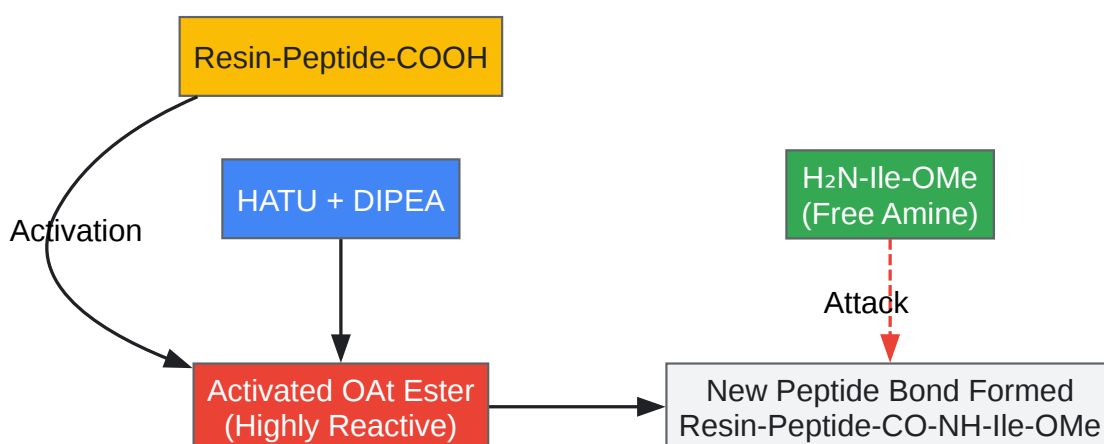 Resin-Peptide-COOH
HATU + DIPEA
H₂N-Ile-OMe
(Free Amine)
Activation
Attack
Activated OAt Ester
(Highly Reactive)
New Peptide Bond Formed
Resin-Peptide-CO-NH-Ile-OMe